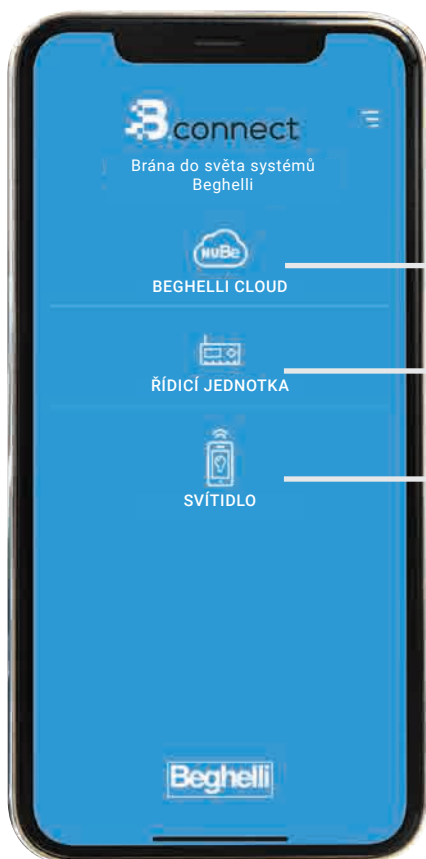 B.connect
Brána do světa systémů
Beghelli
NUBe
BEGHELLI CLOUD
ŘÍDICÍ JEDNOTKA
SVÍTIDLO
Beghelli